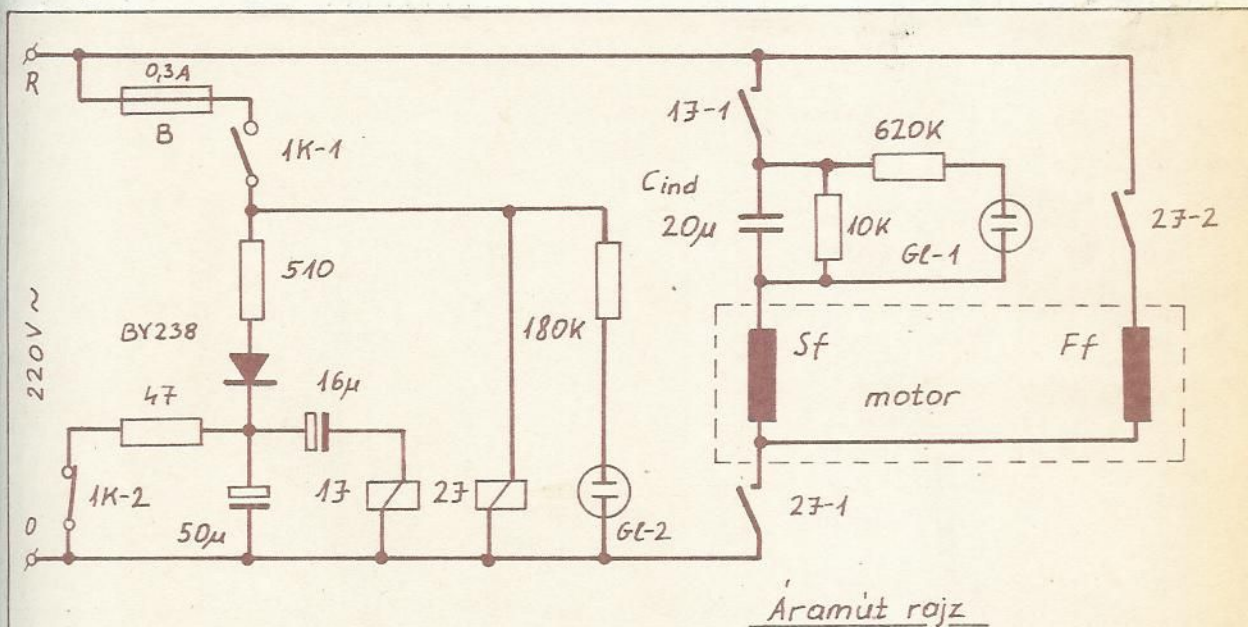 R
0,3A
B
1K-1
510
BY238
47
16µ
1K-2
0
50µ
220V ~
1J
2J
180K
Gl-2
1J-1
Cind
20µ
10K
620K
Gl-1
2J-2
Sf
Ff
motor
2J-1
Áramút rajz